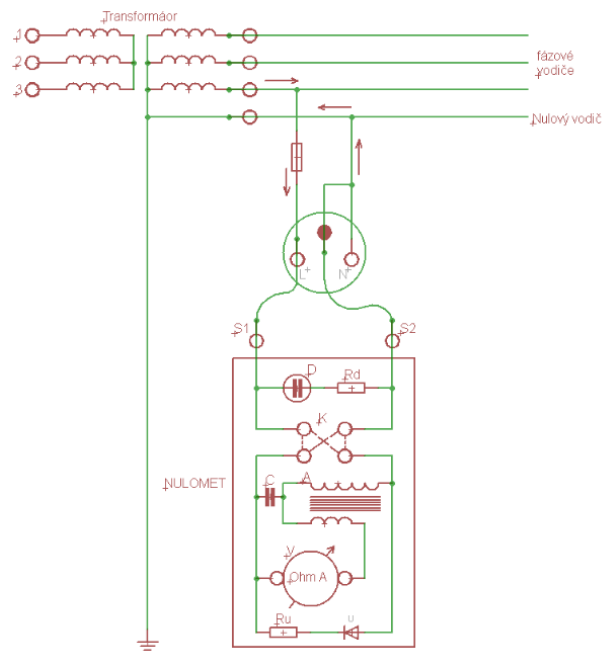 Transformáor
1
2
3
fázové
vodiče
Nulový vodič
L
N
S1
S2
D
Rd
K
NULOMET
C
A
V
Ohm A
Ru
U